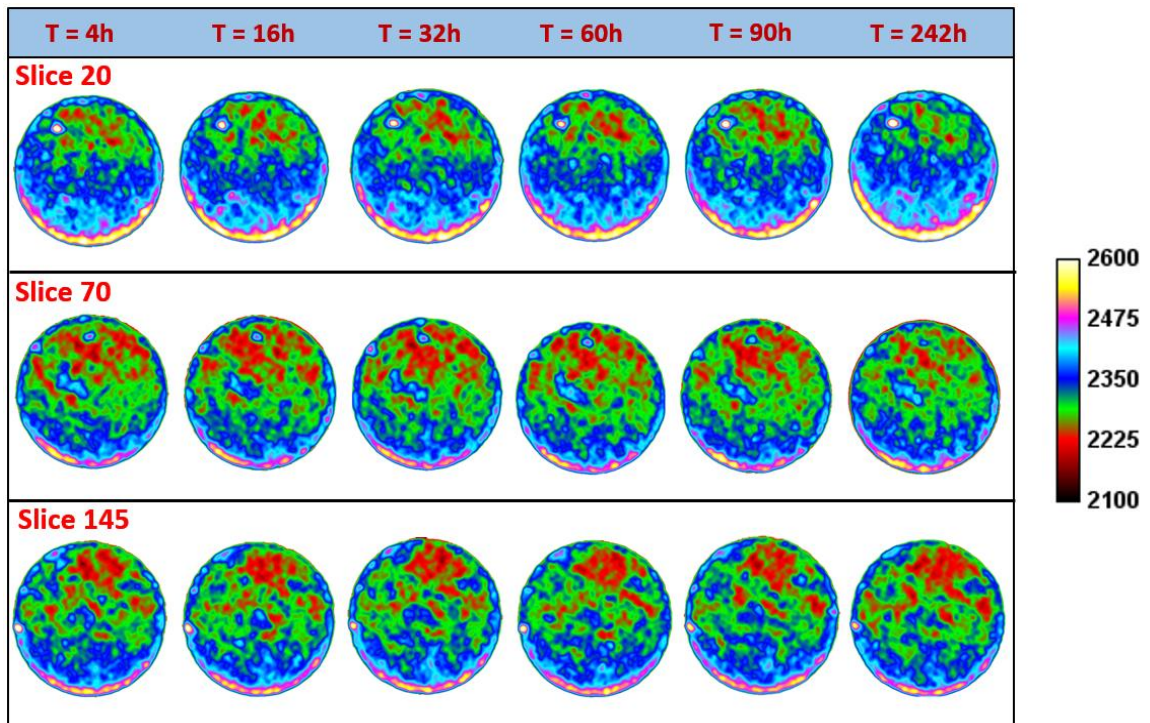 T = 4h T = 16h T = 32h T = 60h T = 90h T = 242h
Slice 20
Slice 70
Slice 145
2600
2475
2350
2225
2100